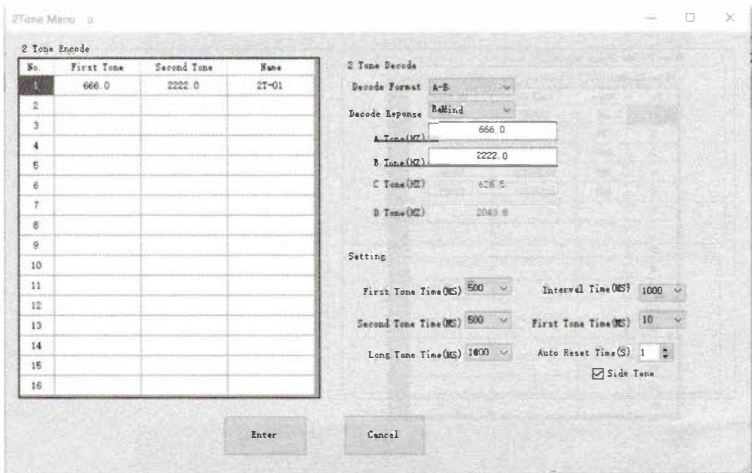 2Tone Menu
2 Tone Encode
No. First Tone Second Tone Name
1 666.0 2222.0 2T-01
2
3
4
5
6
7
8
9
10
11
12
13
14
15
16
2 Tone Decode
Decode Format A-B
Decode Reponse ReMind
A Tone(HZ) 666.0
B Tone(HZ) 2222.0
C Tone(HZ) 626.5
D Tone(HZ) 2043.8
Setting
First Tone Time(MS) 500 Interval Time(MS) 1000
Second Tone Time(MS) 500 First Tone Time(MS) 10
Long Tone Time(MS) 1000 Auto Reset Time(S) 1
Side Tone
Enter Cancel